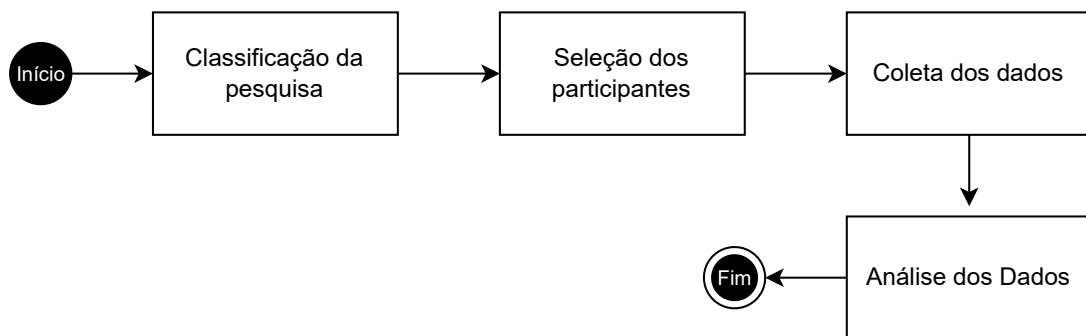 Início
Classificação da
pesquisa
Seleção dos
participantes
Coleta dos dados
Análise dos Dados
Fim